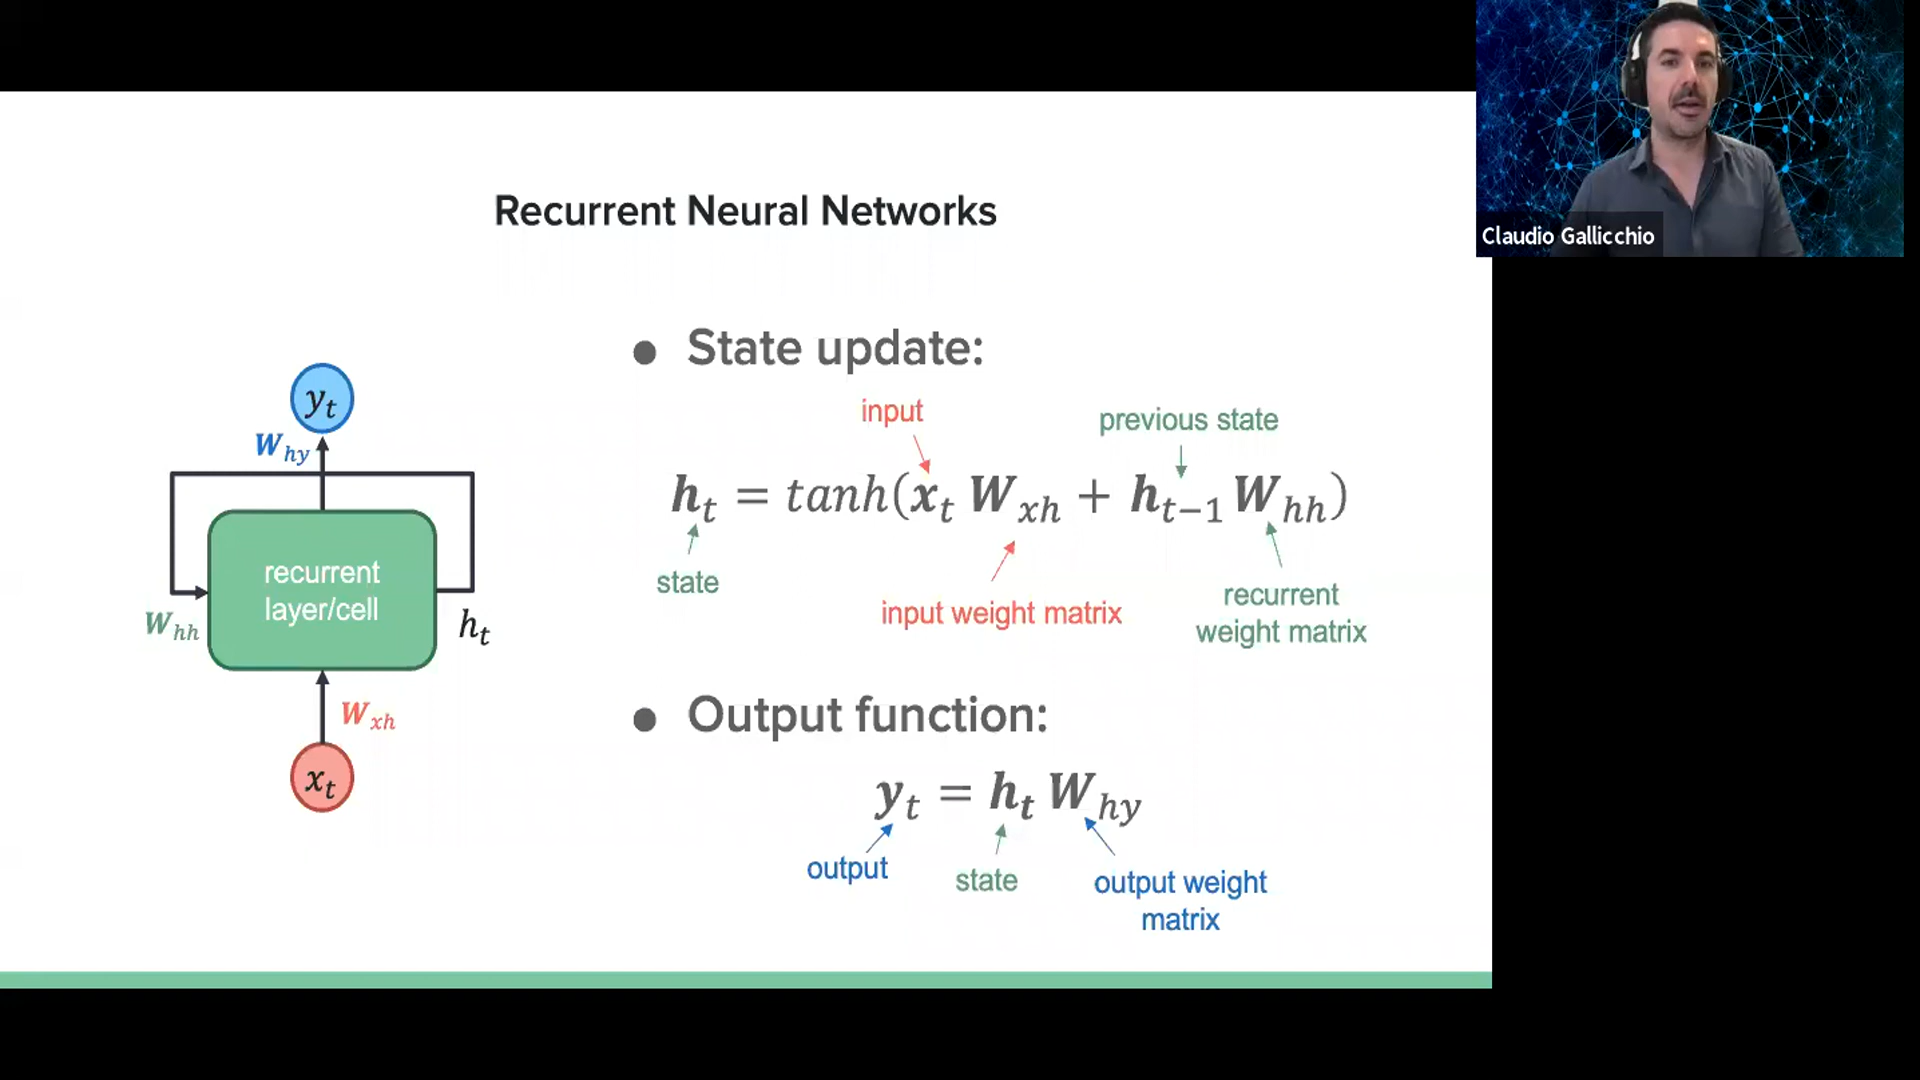 Claudio Gallicchio
Recurrent Neural Networks
y_t
W_hy
recurrent
layer/cell
W_hh
h_t
W_xh
x_t
● State update:
input
previous state
h_t = tanh(x_t W_xh + h_{t−1} W_hh)
state
input weight matrix
recurrent
weight matrix
● Output function:
y_t = h_t W_hy
output
state
output weight
matrix